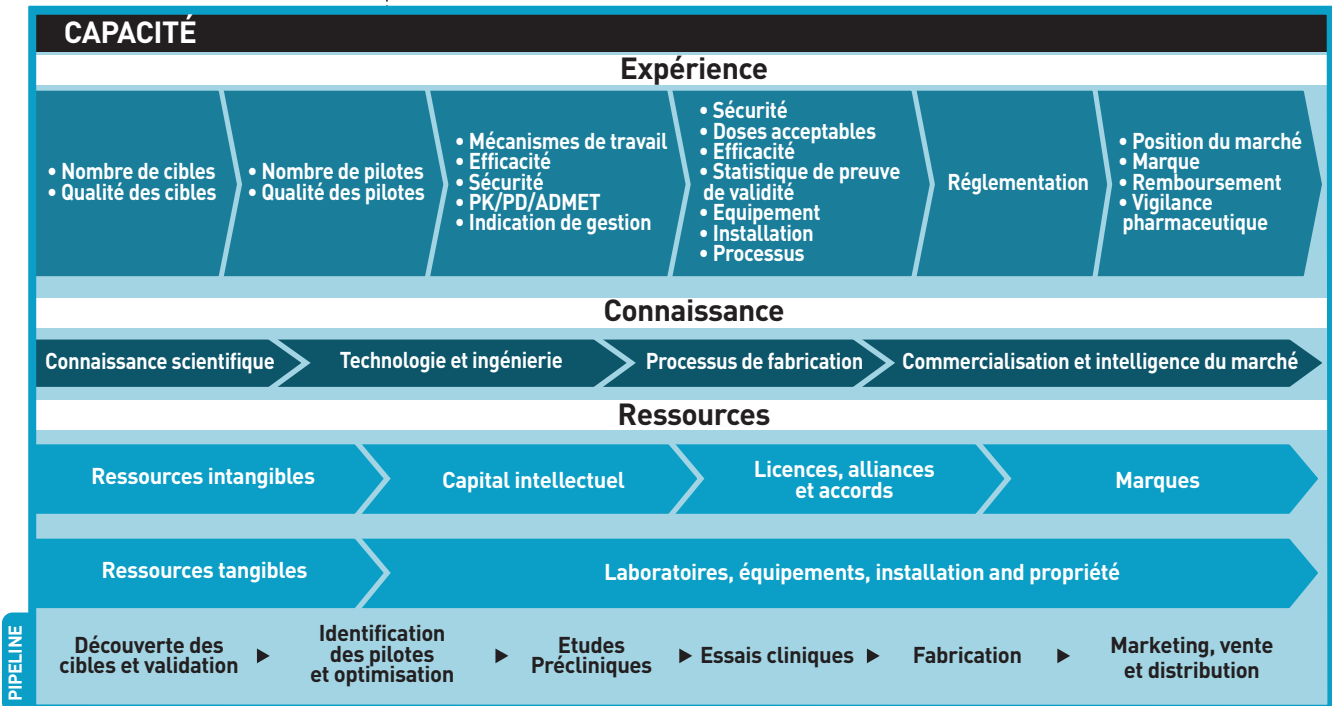 CAPACITÉ
Expérience
• Nombre de cibles
• Qualité des cibles
• Nombre de pilotes
• Qualité des pilotes
• Mécanismes de travail
• Efficacité
• Sécurité
• PK/PD/ADMET
• Indication de gestion
• Sécurité
• Doses acceptables
• Efficacité
• Statistique de preuve
de validité
• Equipement
• Installation
• Processus
Réglementation
• Position du marché
• Marque
• Remboursement
• Vigilance
pharmaceutique
Connaissance
Connaissance scientifique
Technologie et ingénierie
Processus de fabrication
Commercialisation et intelligence du marché
Ressources
Ressources intangibles
Capital intellectuel
Licences, alliances
et accords
Marques
Ressources tangibles
Laboratoires, équipements, installation and propriété
PIPELINE
Découverte des
cibles et validation
Identification
des pilotes
et optimisation
Etudes
Précliniques
Essais cliniques
Fabrication
Marketing, vente
et distribution